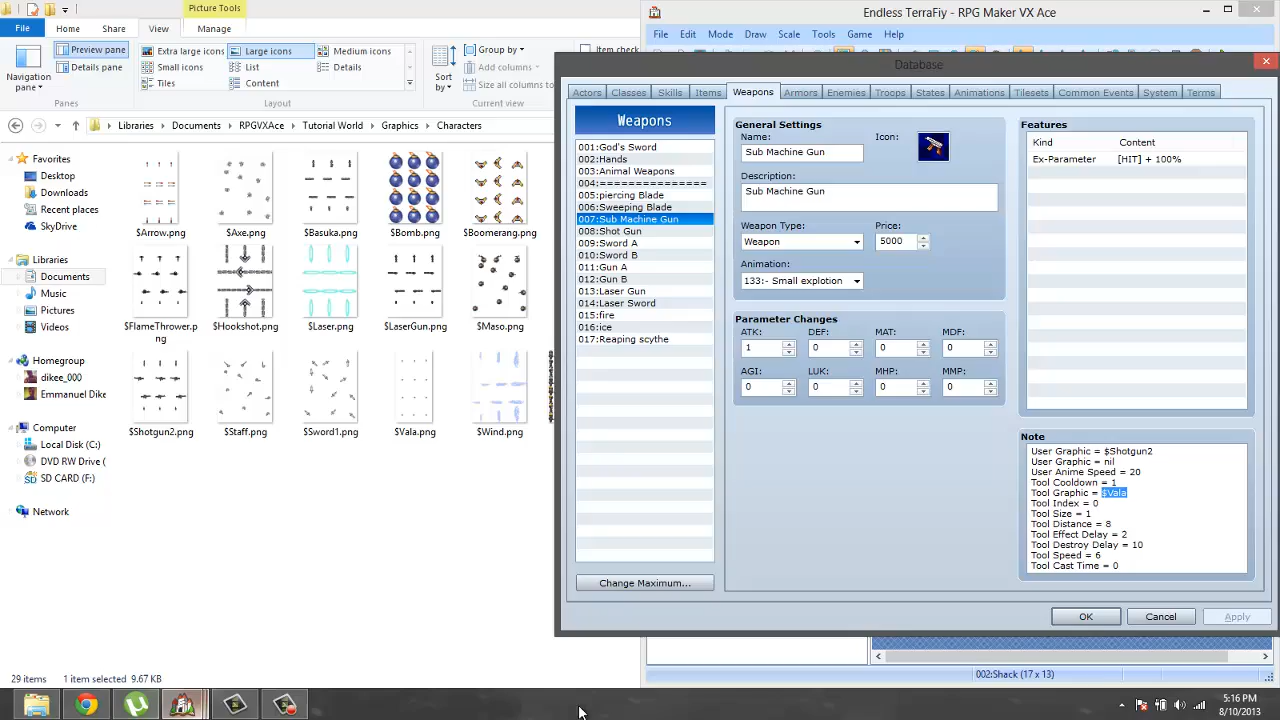 Picture Tools
File Home Share View Manage
Navigation pane
Preview pane
Details pane
Panes
Extra large icons Large icons Medium icons
Small icons List Details
Tiles Content
Layout
Sort by
Group by
Add columns
Size all columns to
Current view
Item check
Libraries Documents RPGVXAce Tutorial World Graphics Characters
Favorites
Desktop
Downloads
Recent places
SkyDrive
Libraries
Documents
Music
Pictures
Videos
Homegroup
dikee_000
Emmanuel Dike
Computer
Local Disk (C:)
DVD RW Drive (
SD CARD (F:)
Network
$Arrow.png $Axe.png $Basuka.png $Bomb.png $Boomerang.png
$FlameThrower.png $Hookshot.png $Laser.png $LaserGun.png $Maso.png
$Shotgun2.png $Staff.png $Sword1.png $Vala.png $Wind.png
29 items 1 item selected 9.67 KB
Endless TerraFiy - RPG Maker VX Ace
File Edit Mode Draw Scale Tools Game Help
Database
Actors Classes Skills Items Weapons Armors Enemies Troops States Animations Tilesets Common Events System Terms
Weapons
001:God's Sword
002:Hands
003:Animal Weapons
004:===============
005:piercing Blade
006:Sweeping Blade
007:Sub Machine Gun
008:Shot Gun
009:Sword A
010:Sword B
011:Gun A
012:Gun B
013:Laser Gun
014:Laser Sword
015:fire
016:ice
017:Reaping scythe
Change Maximum...
General Settings
Name: Icon:
Sub Machine Gun
Description:
Sub Machine Gun
Weapon Type: Price:
Weapon 5000
Animation:
133:- Small explotion
Parameter Changes
ATK: DEF: MAT: MDF:
1 0 0 0
AGI: LUK: MHP: MMP:
0 0 0 0
Features
Kind Content
Ex-Parameter [HIT] + 100%
Note
User Graphic = $Shotgun2
User Graphic = nil
User Anime Speed = 20
Tool Cooldown = 1
Tool Graphic = $Vala
Tool Index = 0
Tool Size = 1
Tool Distance = 8
Tool Effect Delay = 2
Tool Destroy Delay = 10
Tool Speed = 6
Tool Cast Time = 0
OK Cancel Apply
002:Shack (17 x 13)
5:16 PM
8/10/2013